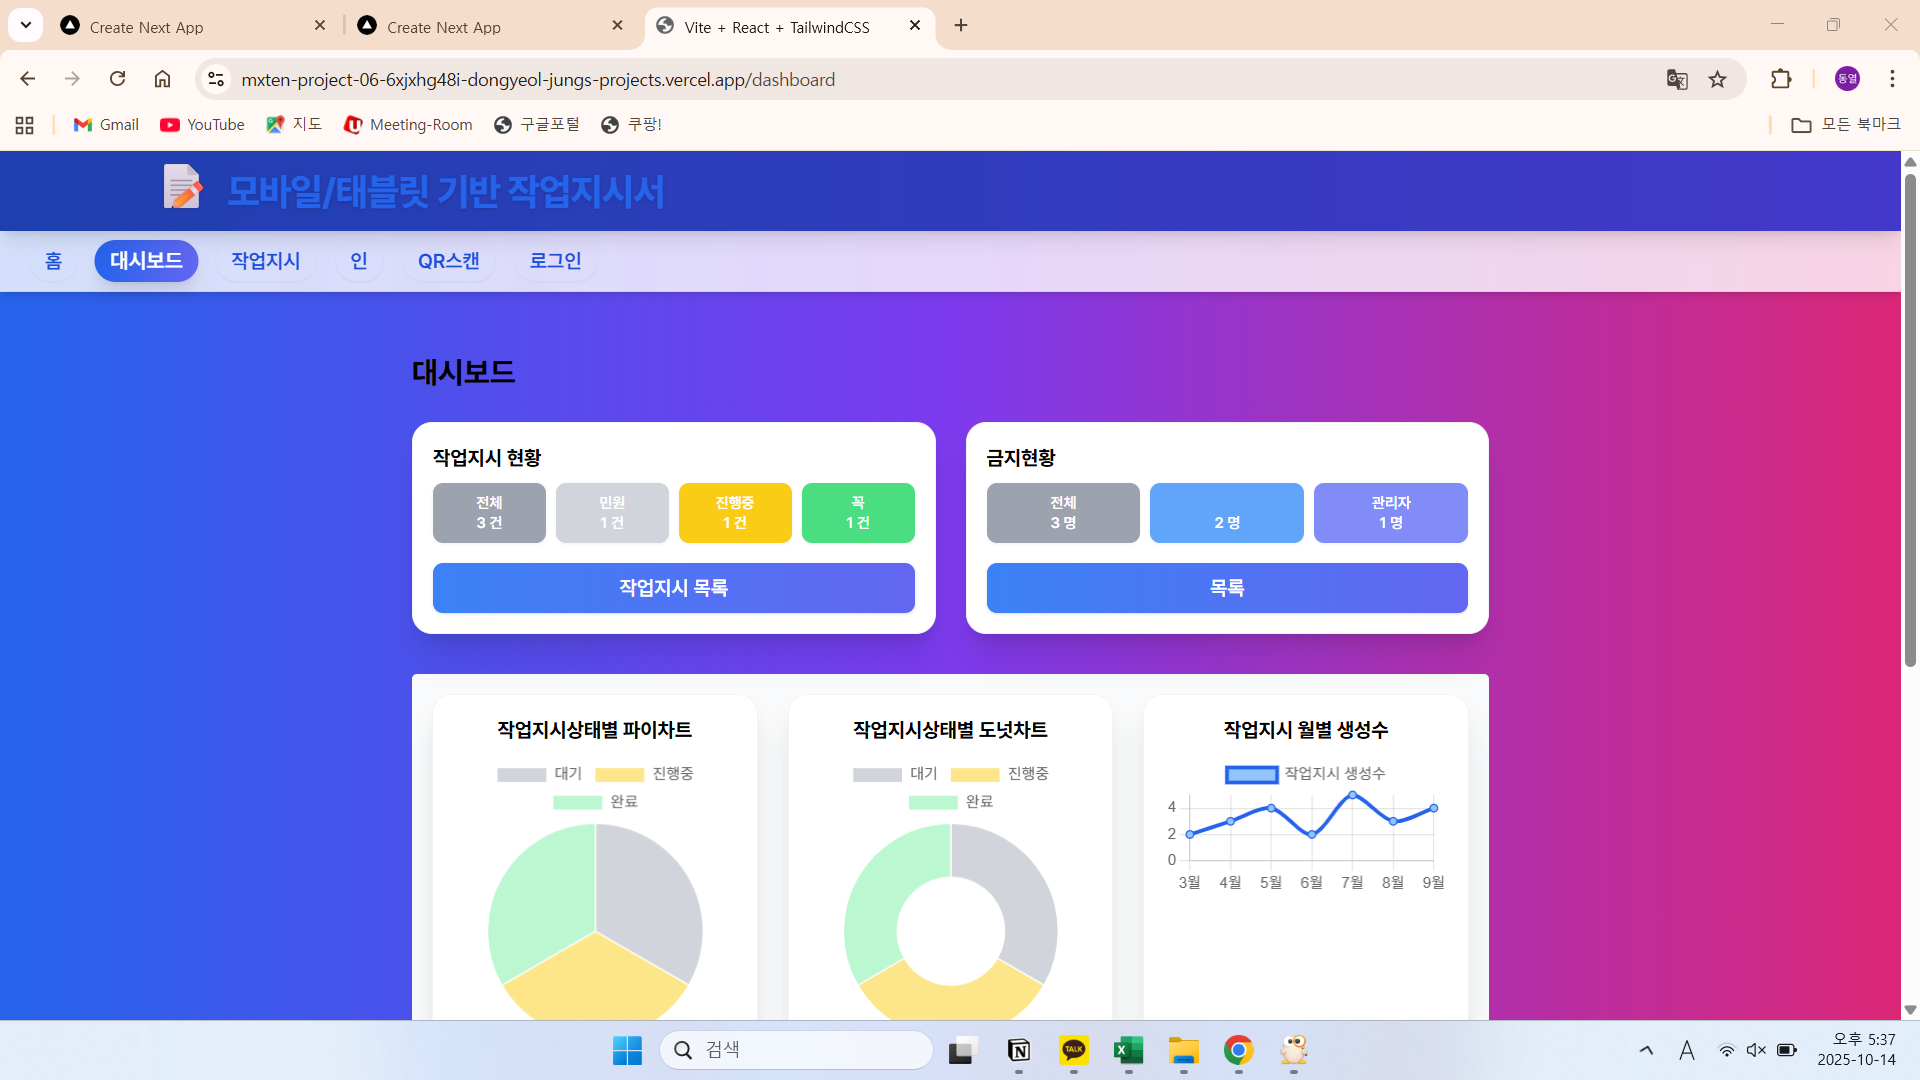 Create Next App
Create Next App
Vite + React + TailwindCSS
mxten-project-06-6xjxhg48i-dongyeol-jungs-projects.vercel.app/dashboard
동열
Gmail
YouTube
지도
Meeting-Room
구글포털
쿠팡!
모든 북마크
모바일/태블릿 기반 작업지시서
홈
대시보드
작업지시
인
QR스캔
로그인
대시보드
작업지시 현황
전체
3 건
민원
1 건
진행중
1 건
꼭
1 건
작업지시 목록
금지현황
전체
3 명
2 명
관리자
1 명
목록
작업지시상태별 파이차트
대기
진행중
완료
작업지시상태별 도넛차트
대기
진행중
완료
작업지시 월별 생성수
작업지시 생성수
4
2
0
3월 4월 5월 6월 7월 8월 9월
검색
TALK
A
오후 5:37
2025-10-14